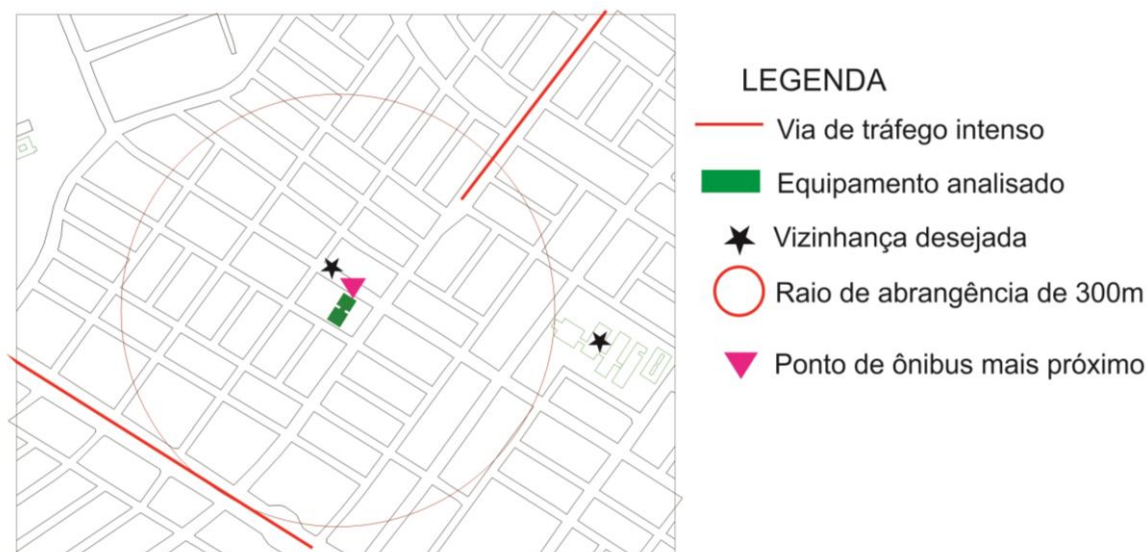 LEGENDA
Via de tráfego intenso
Equipamento analisado
Vizinhança desejada
Raio de abrangência de 300m
Ponto de ônibus mais próximo